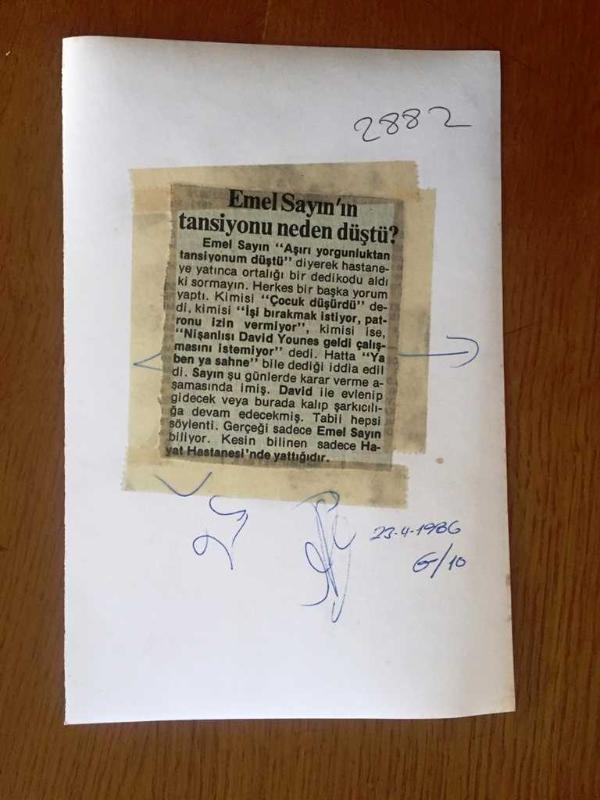 2882
Emel Sayın'ın
tansiyonu neden düştü?
Emel Sayın "Aşırı yorgunluktan
tansiyonum düştü" diyerek hastane-
ye yatınca ortalığı bir dedikodu aldı
ki sormayın. Herkes bir başka yorum
yaptı. Kimisi "Çocuk düşürdü" de-
di, kimisi "İşi bırakmak istiyor, pat-
ronu izin vermiyor", kimisi ise,
"Nişanlısı David Younes geldi çalış-
masını istemiyor" dedi. Hatta "Ya
ben ya sahne" bile dediği iddia edil
di. Sayın şu günlerde karar verme a-
şamasında imiş. David ile evlenip
gidecek veya burada kalıp şarkıcılı-
ğa devam edecekmiş. Tabii hepsi
söylenti. Gerçeği sadece Emel Sayın
biliyor. Kesin bilinen sadece Ha-
yat Hastanesi'nde yattığıdır.
23-4-1986
G/10